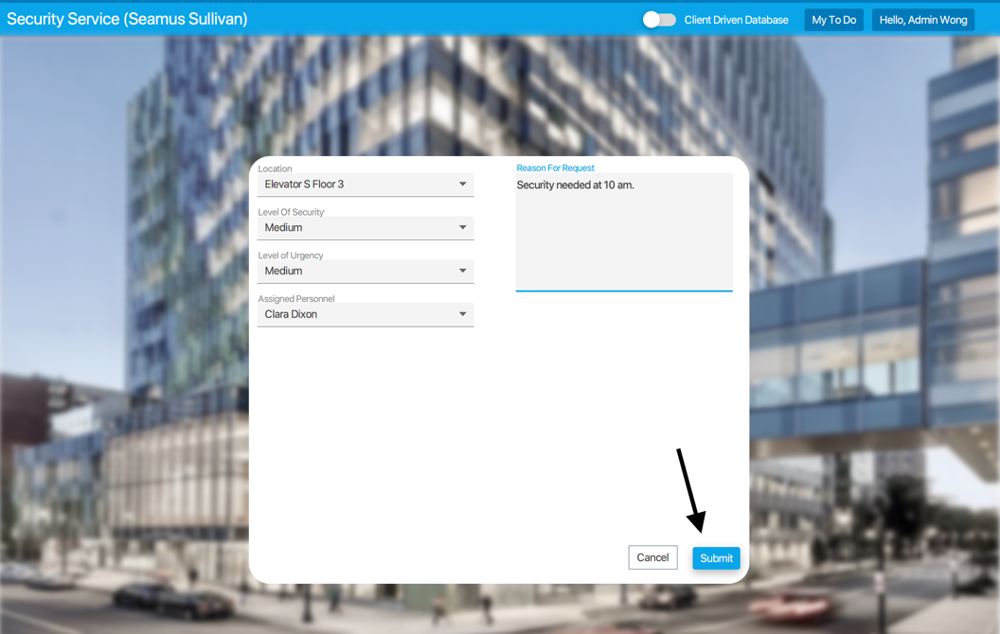 Security Service (Seamus Sullivan)
Client Driven Database
My To Do
Hello, Admin Wong
Location
Elevator S Floor 3
Level Of Security
Medium
Level of Urgency
Medium
Assigned Personnel
Clara Dixon
Reason For Request
Security needed at 10 am.
Cancel
Submit